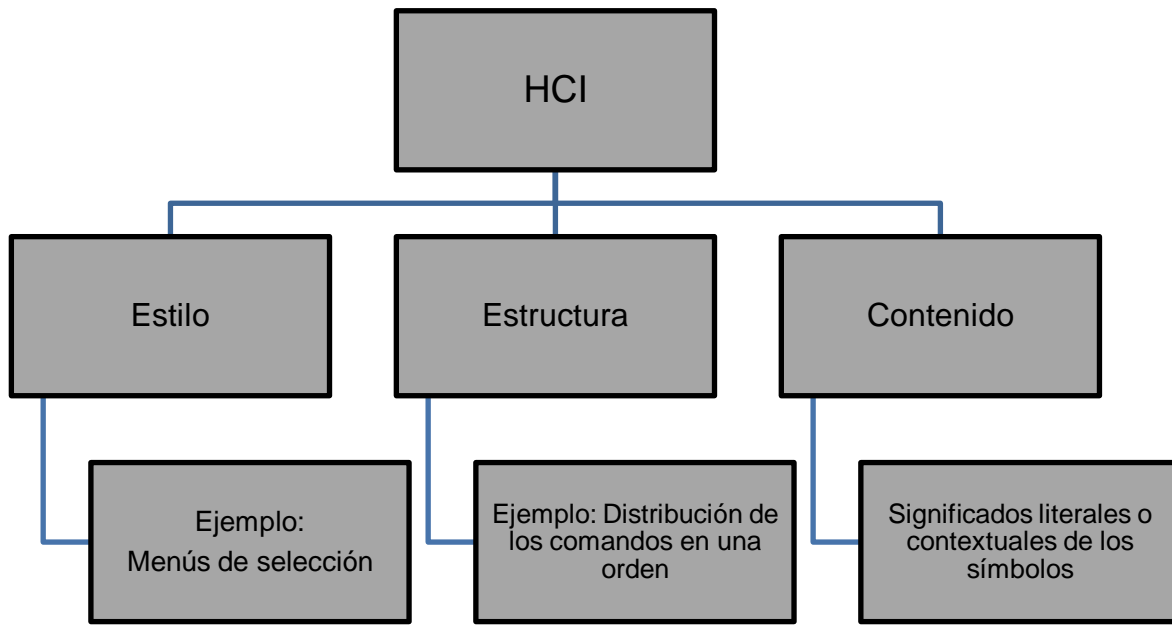 HCI
Estilo
Estructura
Contenido
Ejemplo:
Menús de selección
Ejemplo: Distribución de
los comandos en una
orden
Significados literales o
contextuales de los
símbolos